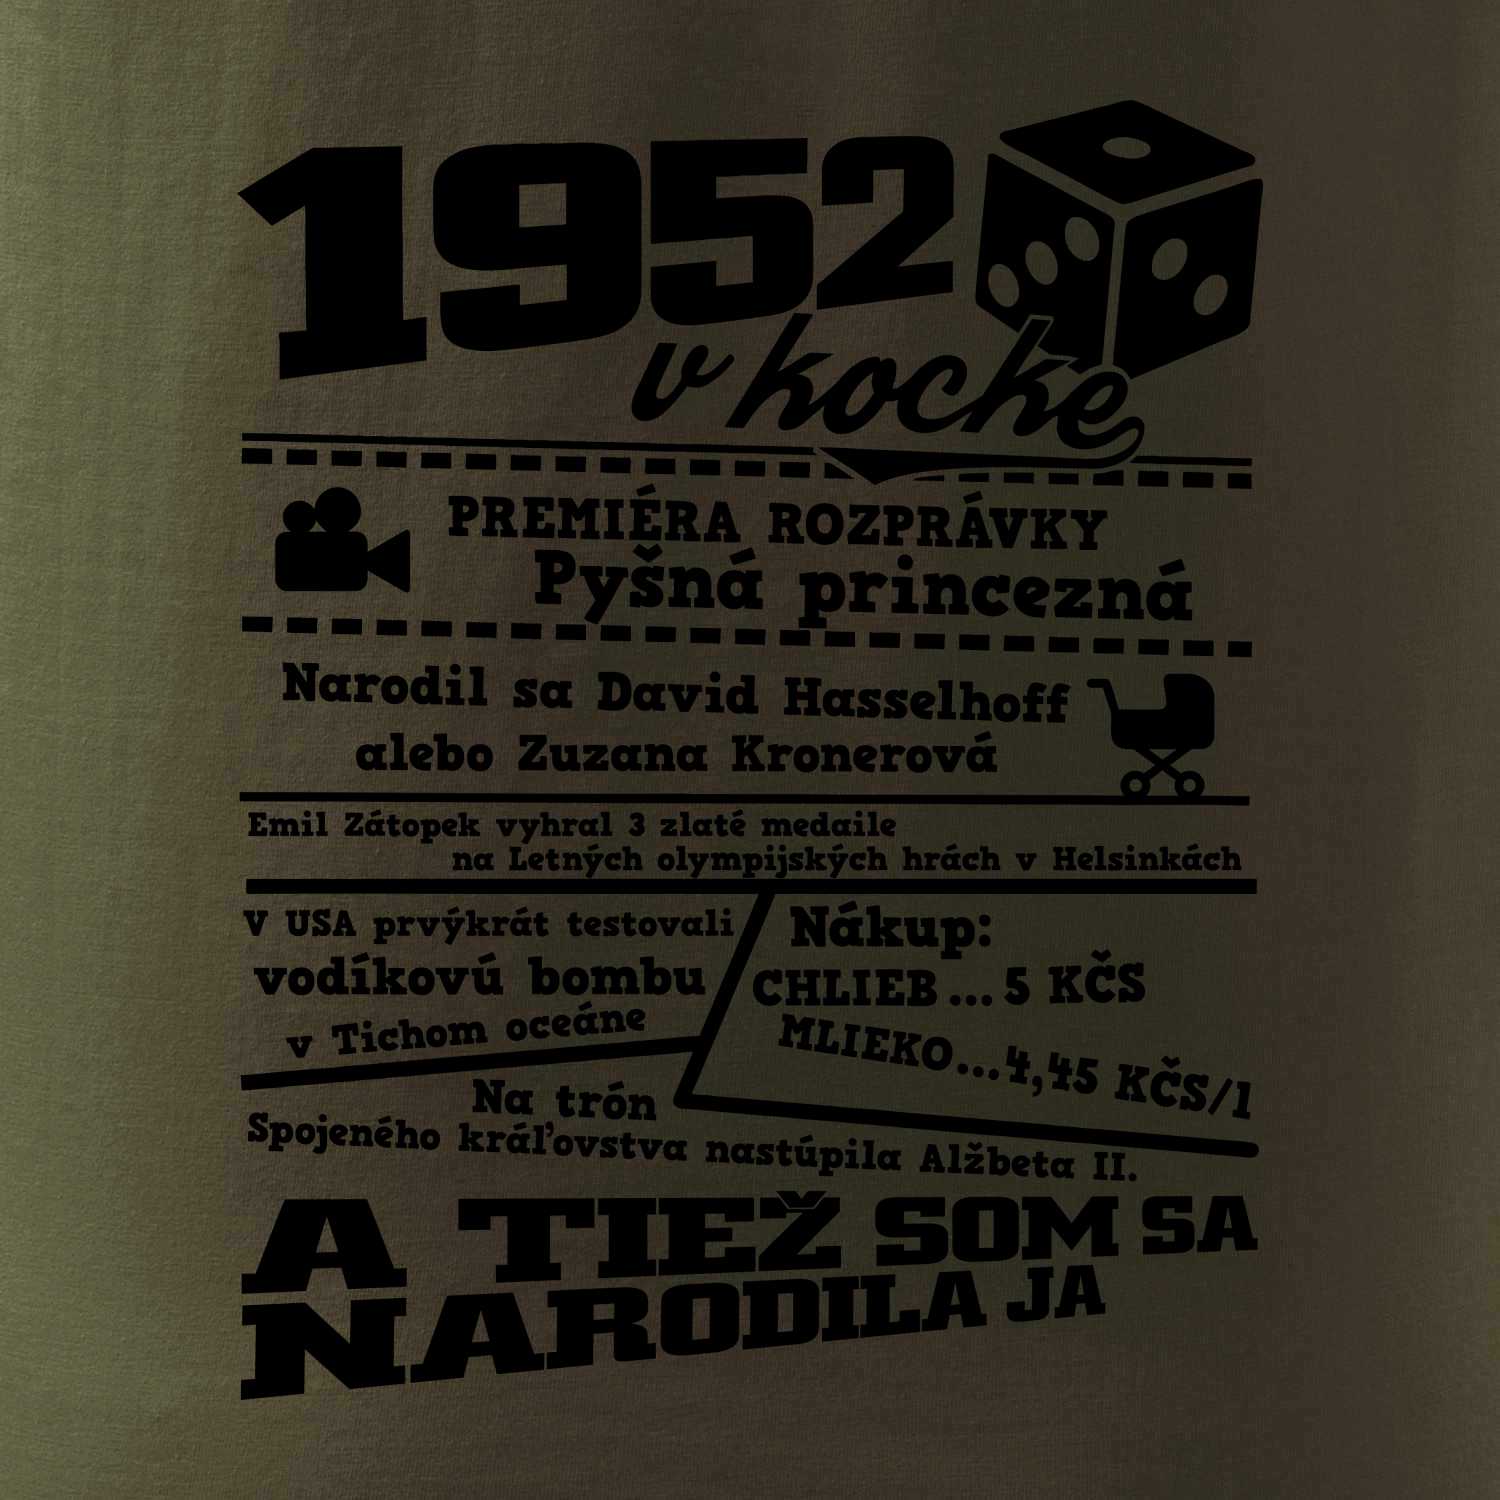 1952
v kocke
PREMIÉRA ROZPRÁVKY
Pyšná princezná
Narodil sa David Hasselhoff
alebo Zuzana Kronerová
Emil Zátopek vyhral 3 zlaté medaile
na Letných olympijských hrách v Helsinkách
V USA prvýkrát testovali
vodíkovú bombu
v Tichom oceáne
Nákup:
CHLIEB...5 KČS
MLIEKO...4,45 KČS/l
Na trón
Spojeného kráľovstva nastúpila Alžbeta II.
A TIEŽ SOM SA
NARODILA JA